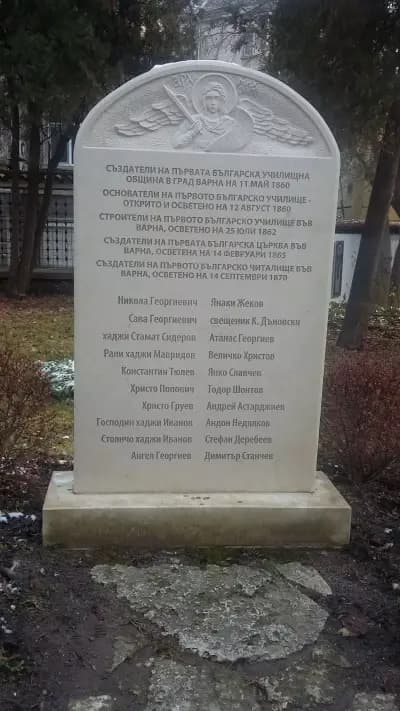 СЪЗДАТЕЛИ НА ПЪРВАТА БЪЛГАРСКА УЧИЛИЩНА
ОБЩИНА В ГРАД ВАРНА НА 11 МАЙ 1860
ОСНОВАТЕЛИ НА ПЪРВОТО БЪЛГАРСКО УЧИЛИЩЕ -
ОТКРИТО И ОСВЕТЕНО НА 12 АВГУСТ 1860
СТРОИТЕЛИ НА ПЪРВОТО БЪЛГАРСКО УЧИЛИЩЕ ВЪВ
ВАРНА, ОСВЕТЕНО НА 25 ЮЛИ 1862
СЪЗДАТЕЛИ НА ПЪРВАТА БЪЛГАРСКА ЦЪРКВА ВЪВ
ВАРНА, ОСВЕТЕНА НА 14 ФЕВРУАРИ 1865
СЪЗДАТЕЛИ НА ПЪРВОТО БЪЛГАРСКО ЧИТАЛИЩЕ ВЪВ
ВАРНА, ОСВЕТЕНО НА 14 СЕПТЕМВРИ 1870
Никола Георгиевич Янаки Жеков
Сава Георгиевич свещеник К. Дъновски
хаджи Стамат Сидеров Атанас Георгиев
Рали хаджи Мавридов Величко Христов
Константин Тюлев Янко Славчев
Христо Попович Тодор Шонтов
Христо Груев Андрей Астарджиев
Господин хаджи Иванов Андон Недялков
Стоянчо хаджи Иванов Стефан Деребеев
Ангел Георгиев Димитър Станчев